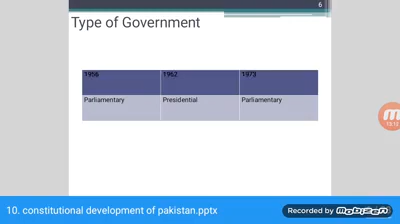 6
Type of Government
1956 1962 1973
Parliamentary Presidential Parliamentary
10. constitutional development of pakistan.pptx
Recorded by
MOBIZEN